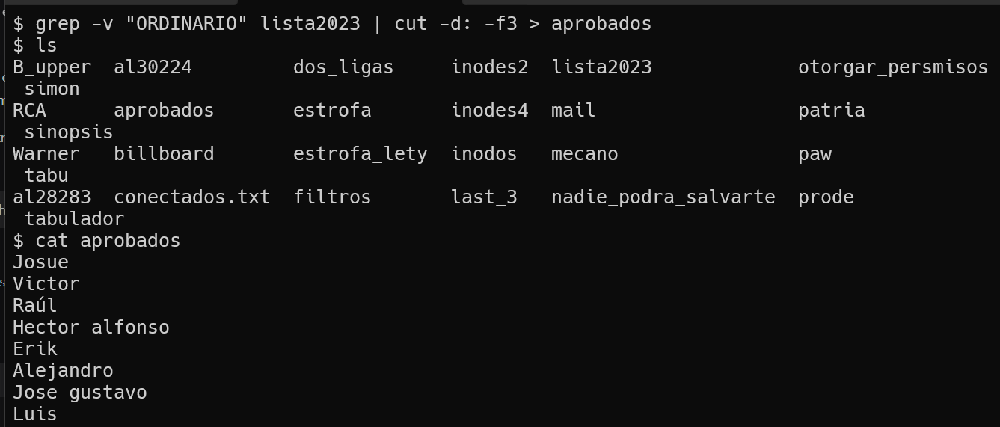 $ grep -v "ORDINARIO" lista2023 | cut -d: -f3 > aprobados
$ ls
B_upper  al30224         dos_ligas     inodes2  lista2023             otorgar_persmisos
 simon
RCA      aprobados       estrofa       inodes4  mail                  patria
 sinopsis
Warner   billboard       estrofa_lety  inodos   mecano                paw
 tabu
al28283  conectados.txt  filtros       last_3   nadie_podra_salvarte  prode
 tabulador
$ cat aprobados
Josue
Victor
Raúl
Hector alfonso
Erik
Alejandro
Jose gustavo
Luis